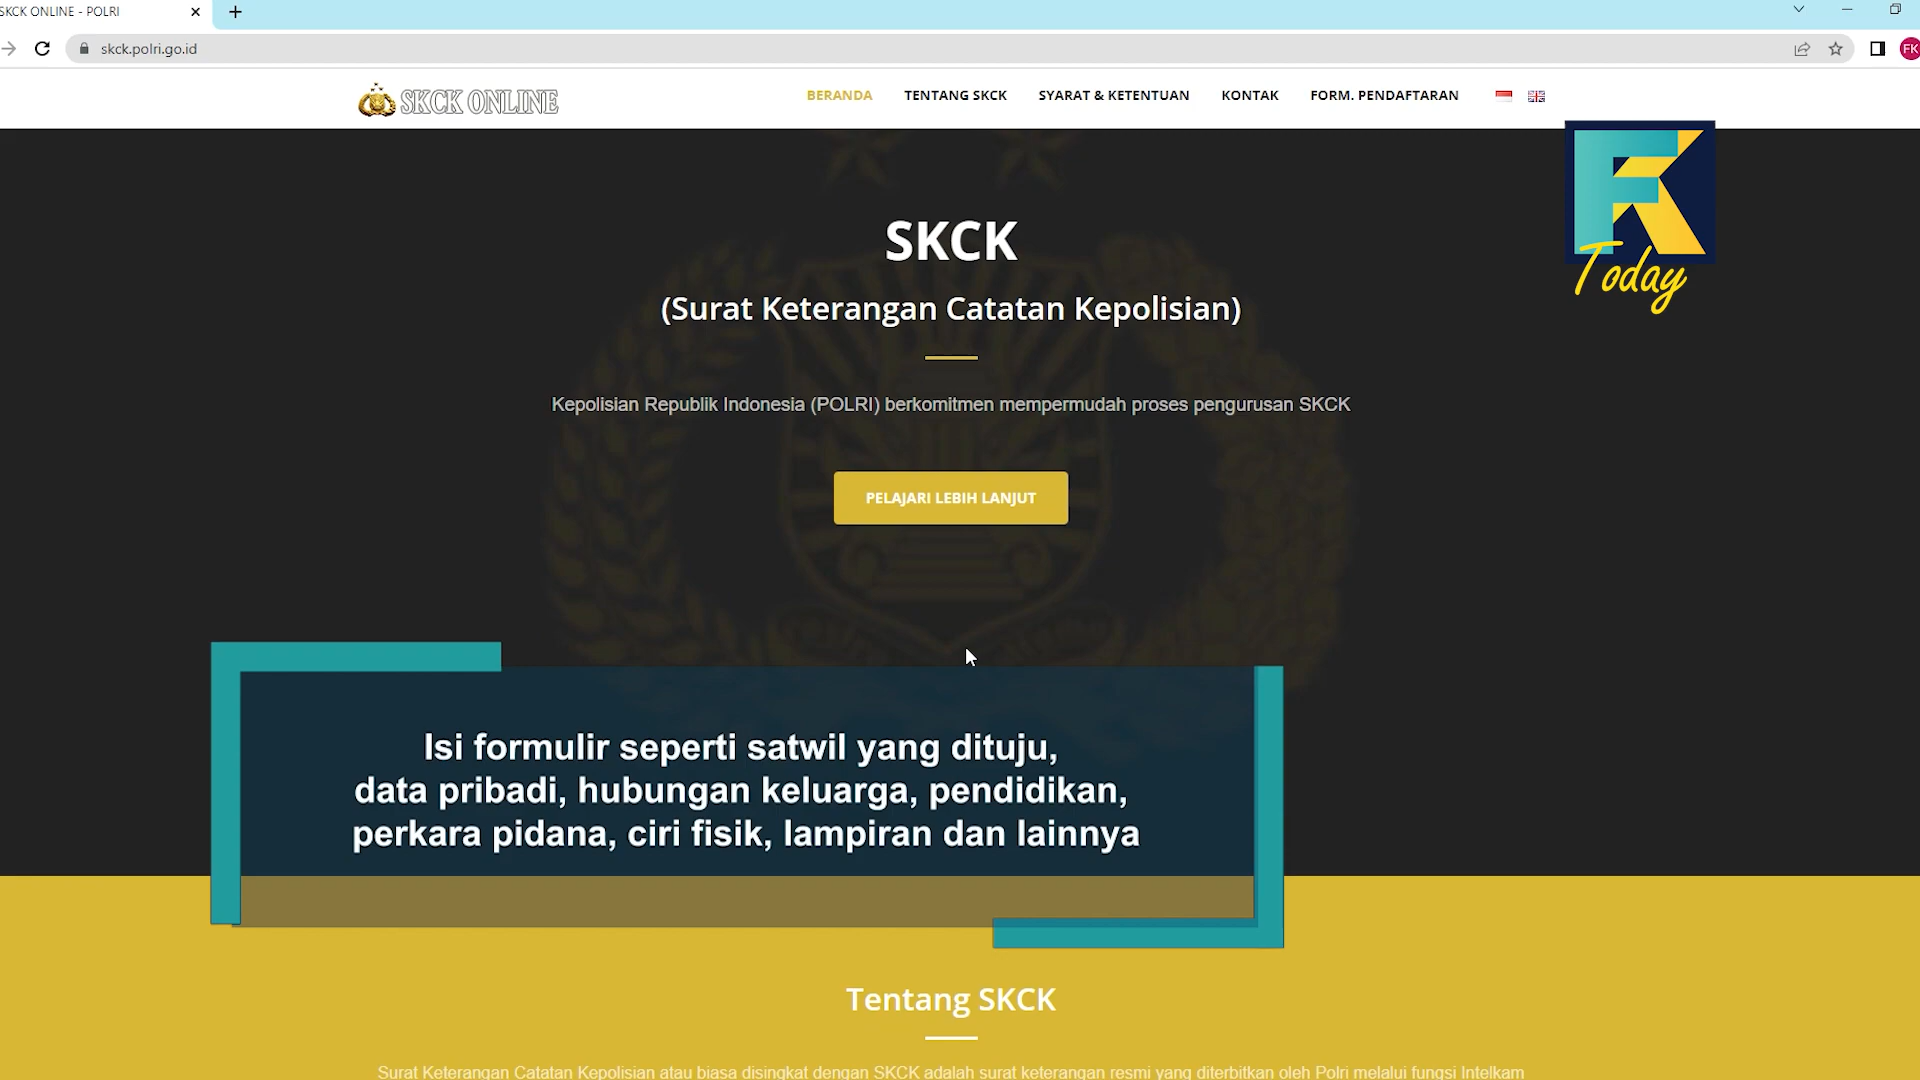 SKCK ONLINE - POLRI
skck.polri.go.id
FK
SKCK ONLINE
BERANDA
TENTANG SKCK
SYARAT & KETENTUAN
KONTAK
FORM. PENDAFTARAN
FK
Today
SKCK
(Surat Keterangan Catatan Kepolisian)
Kepolisian Republik Indonesia (POLRI) berkomitmen mempermudah proses pengurusan SKCK
PELAJARI LEBIH LANJUT
Isi formulir seperti satwil yang dituju,
data pribadi, hubungan keluarga, pendidikan,
perkara pidana, ciri fisik, lampiran dan lainnya
Tentang SKCK
Surat Keterangan Catatan Kepolisian atau biasa disingkat dengan SKCK adalah surat keterangan resmi yang diterbitkan oleh Polri melalui fungsi Intelkam